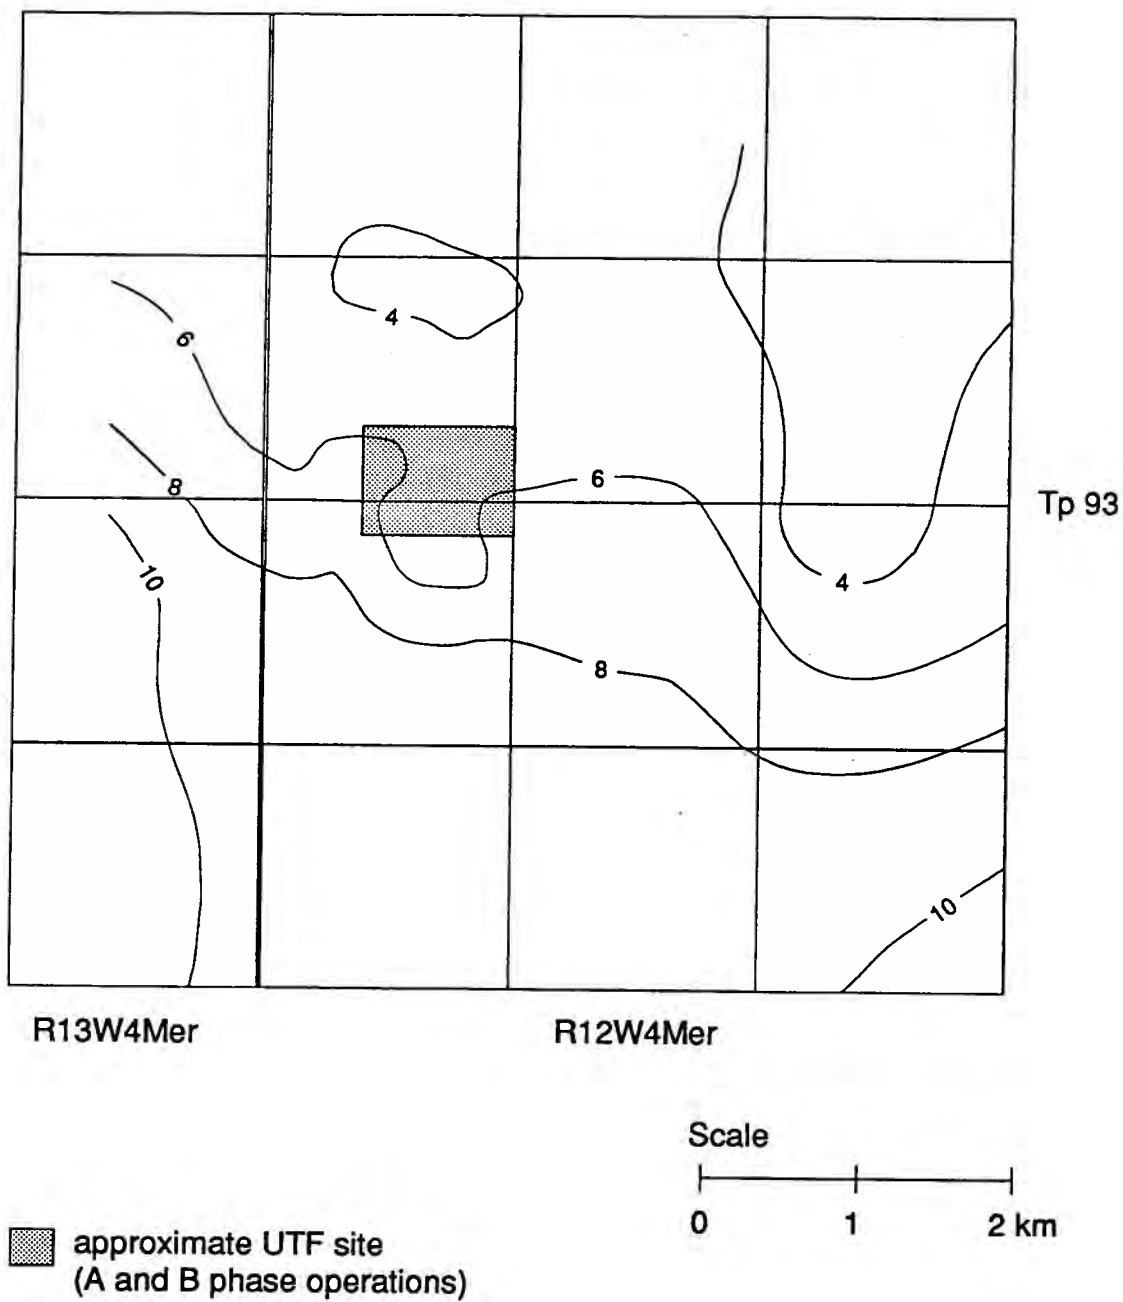 4
6
8
6
Tp 93
10
4
8
10
R13W4Mer
R12W4Mer
Scale
0 1 2 km
approximate UTF site
(A and B phase operations)